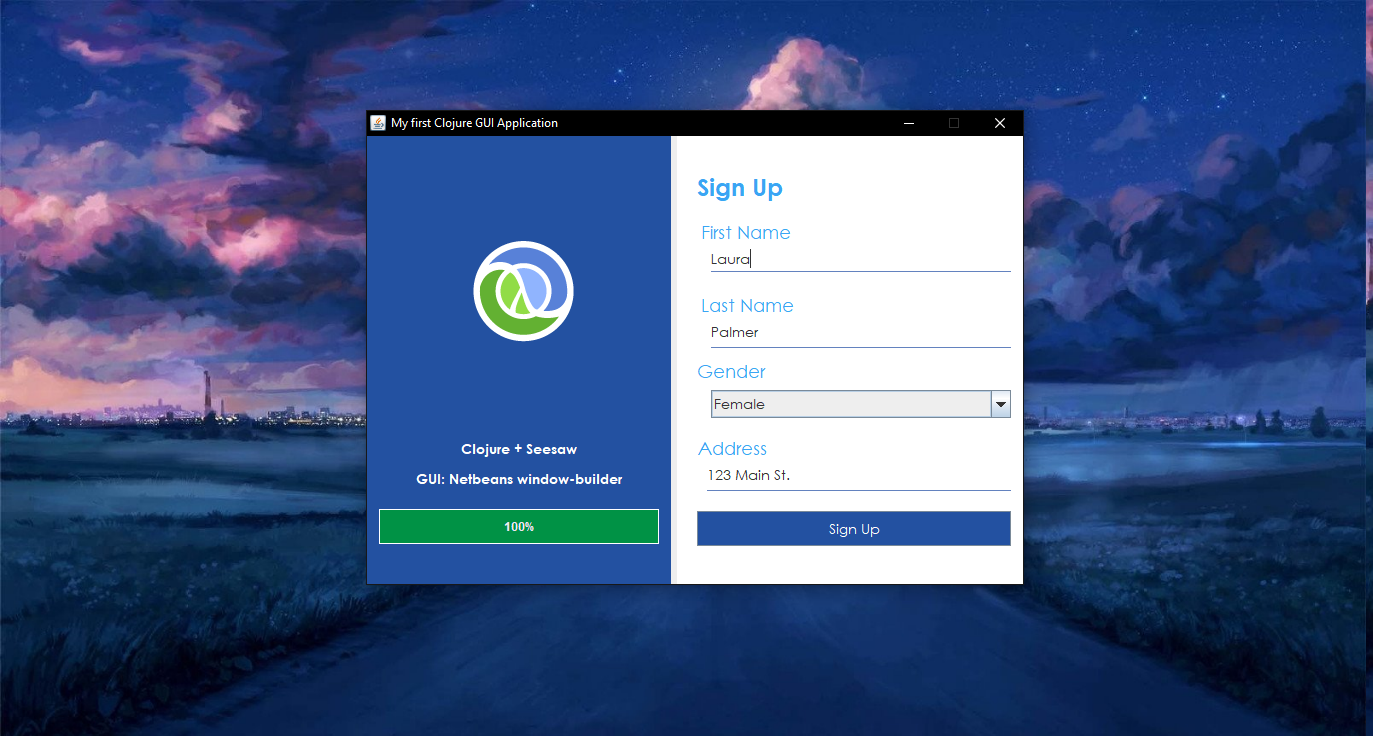 My first Clojure GUI Application
Clojure + Seesaw
GUI: Netbeans window-builder
100%
Sign Up
First Name
Laura
Last Name
Palmer
Gender
Female
Address
123 Main St.
Sign Up